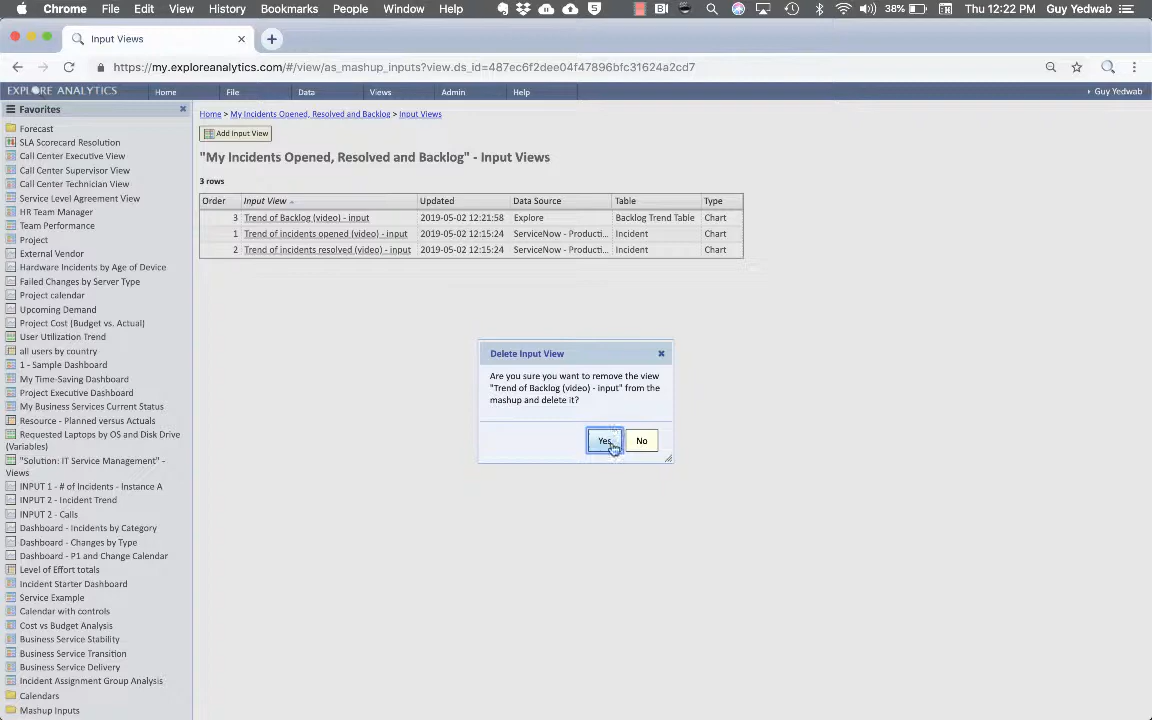 Chrome File Edit View History Bookmarks People Window Help 38% Thu 12:22 PM Guy Yedwab
Input Views
https://my.exploreanalytics.com/#/view/as_mashup_inputs?view.ds_id=487ec6f2dee04f47896bfc31624a2cd7
EXPLORE ANALYTICS Home File Data Views Admin Help Guy Yedwab
Favorites
Forecast
SLA Scorecard Resolution
Call Center Executive View
Call Center Supervisor View
Call Center Technician View
Service Level Agreement View
HR Team Manager
Team Performance
Project
External Vendor
Hardware Incidents by Age of Device
Failed Changes by Server Type
Project calendar
Upcoming Demand
Project Cost (Budget vs. Actual)
User Utilization Trend
all users by country
1 - Sample Dashboard
My Time-Saving Dashboard
Project Executive Dashboard
My Business Services Current Status
Resource - Planned versus Actuals
Requested Laptops by OS and Disk Drive
(Variables)
"Solution: IT Service Management" -
Views
INPUT 1 - # of Incidents - Instance A
INPUT 2 - Incident Trend
INPUT 2 - Calls
Dashboard - Incidents by Category
Dashboard - Changes by Type
Dashboard - P1 and Change Calendar
Level of Effort totals
Incident Starter Dashboard
Service Example
Calendar with controls
Cost vs Budget Analysis
Business Service Stability
Business Service Transition
Business Service Delivery
Incident Assignment Group Analysis
Calendars
Mashup Inputs
Home > My Incidents Opened, Resolved and Backlog > Input Views
Add Input View
"My Incidents Opened, Resolved and Backlog" - Input Views
3 rows
Order Input View Updated Data Source Table Type
3 Trend of Backlog (video) - input 2019-05-02 12:21:58 Explore Backlog Trend Table Chart
1 Trend of incidents opened (video) - input 2019-05-02 12:15:24 ServiceNow - Producti... Incident Chart
2 Trend of incidents resolved (video) - input 2019-05-02 12:15:24 ServiceNow - Producti... Incident Chart
Delete Input View
Are you sure you want to remove the view
"Trend of Backlog (video) - input" from the
mashup and delete it?
Yes No